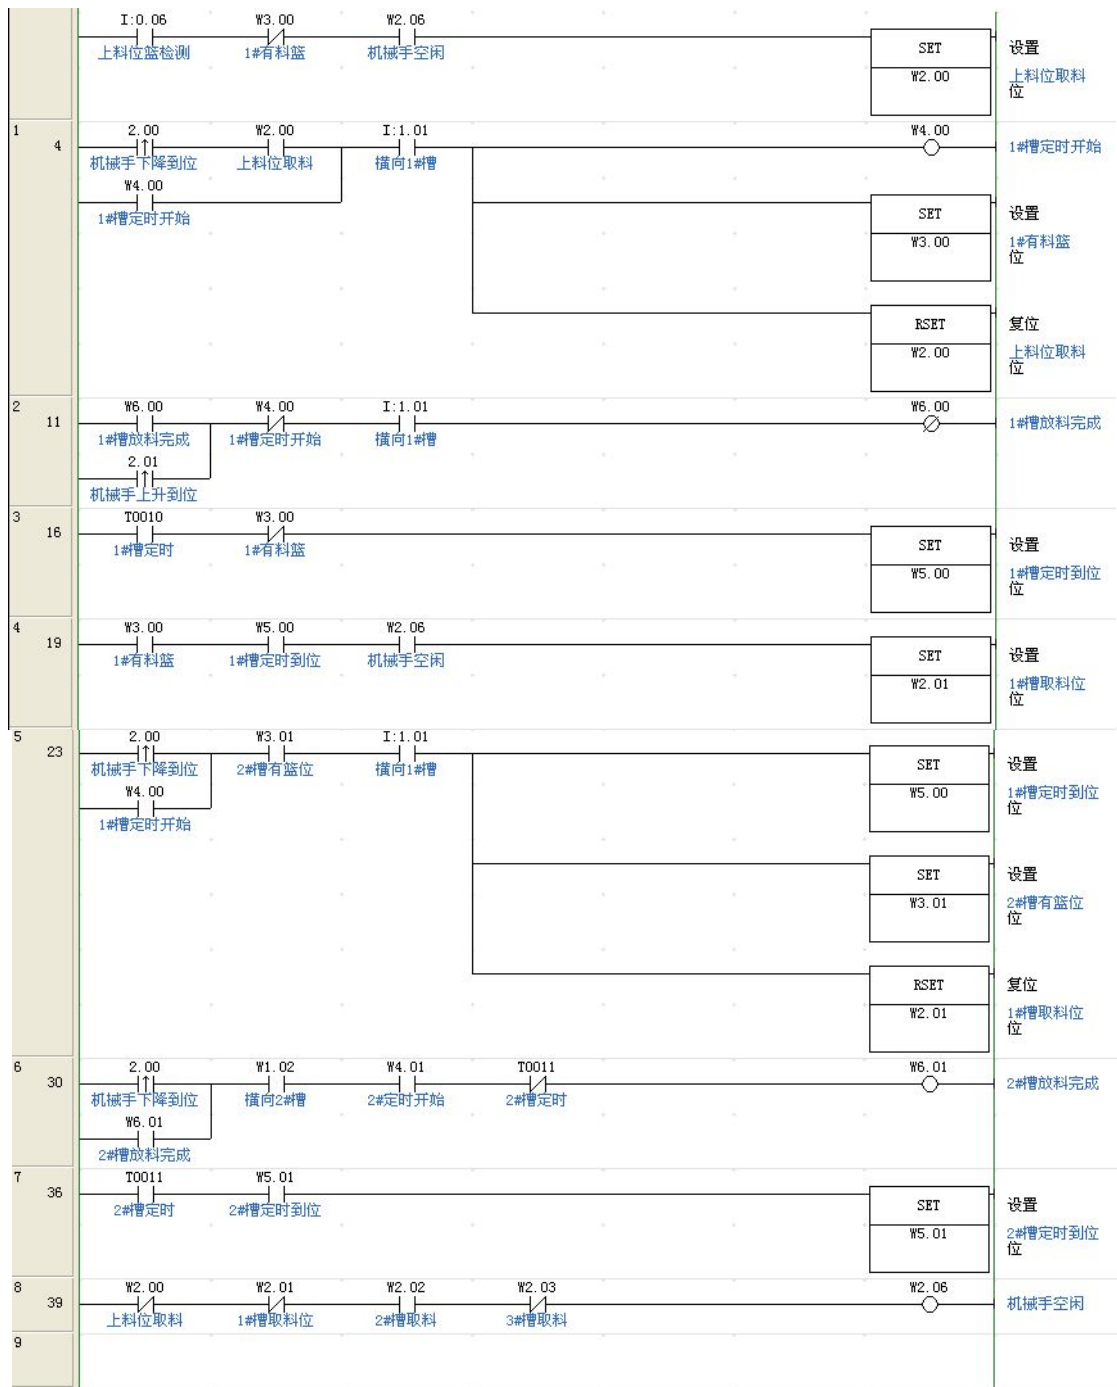 I:0.06 W3.00 W2.06
上料位篮检测 1#有料篮 机械手空闲
SET 设置
W2.00 上料位取料
位
1 2.00 W2.00 I:1.01 W4.00
4 机械手下降到位 上料位取料 横向1#槽 1#槽定时开始
W4.00
1#槽定时开始
SET 设置
W3.00 1#有料篮
位
RSET 复位
W2.00 上料位取料
位
2 W6.00 W4.00 I:1.01 W6.00
11 1#槽放料完成 1#槽定时开始 横向1#槽 1#槽放料完成
2.01
机械手上升到位
3 T0010 W3.00
16 1#槽定时 1#有料篮
SET 设置
W5.00 1#槽定时到位
位
4 W3.00 W5.00 W2.06
19 1#有料篮 1#槽定时到位 机械手空闲
SET 设置
W2.01 1#槽取料位
位
5 2.00 W3.01 I:1.01
23 机械手下降到位 2#槽有篮位 横向1#槽
SET 设置
W4.00
W5.00 1#槽定时到位
位
1#槽定时开始
SET 设置
W3.01 2#槽有篮位
位
RSET 复位
W2.01 1#槽取料位
位
6 2.00 W1.02 W4.01 T0011 W6.01
30 机械手下降到位 横向2#槽 2#定时开始 2#槽定时 2#槽放料完成
W6.01
2#槽放料完成
7 T0011 W5.01
36 2#槽定时 2#槽定时到位
SET 设置
W5.01 2#槽定时到位
位
8 W2.00 W2.01 W2.02 W2.03 W2.06
39 上料位取料 1#槽取料位 2#槽取料 3#槽取料 机械手空闲
9